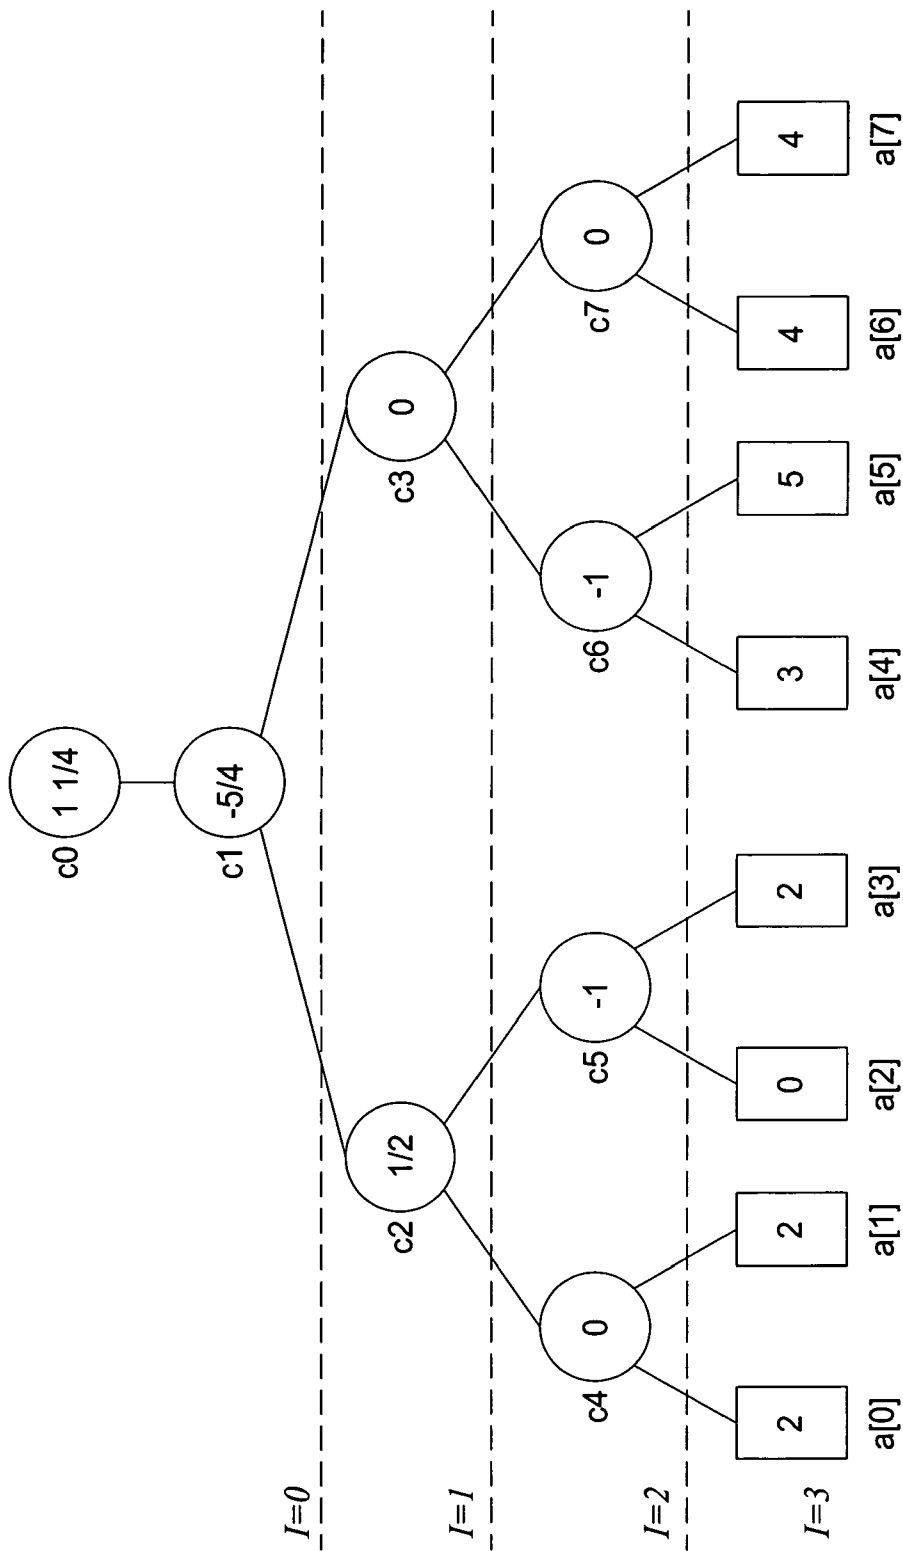 c0
1 1/4
c1
-5/4
I=0
c2
1/2
c3
0
I=1
c4
0
c5
-1
c6
-1
c7
0
I=2
2
2
0
2
3
5
4
4
I=3
a[0]
a[1]
a[2]
a[3]
a[4]
a[5]
a[6]
a[7]